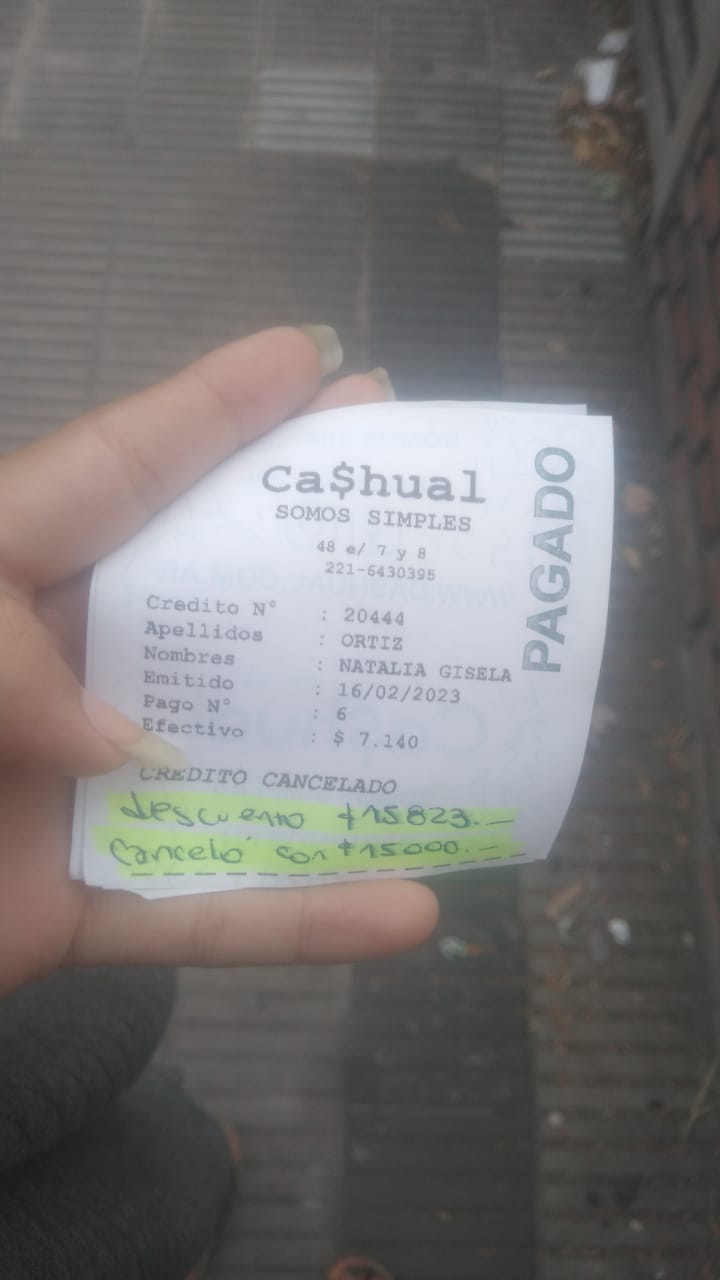 Ca$hual
SOMOS SIMPLES
48 e/ 7 y 8
221-6430395
Credito N° : 20444
Apellidos : ORTIZ
Nombres : NATALIA GISELA
Emitido : 16/02/2023
Pago N° : 6
Efectivo : $ 7.140
CREDITO CANCELADO
descuento $15823.—
Canceló con $15000.—
PAGADO